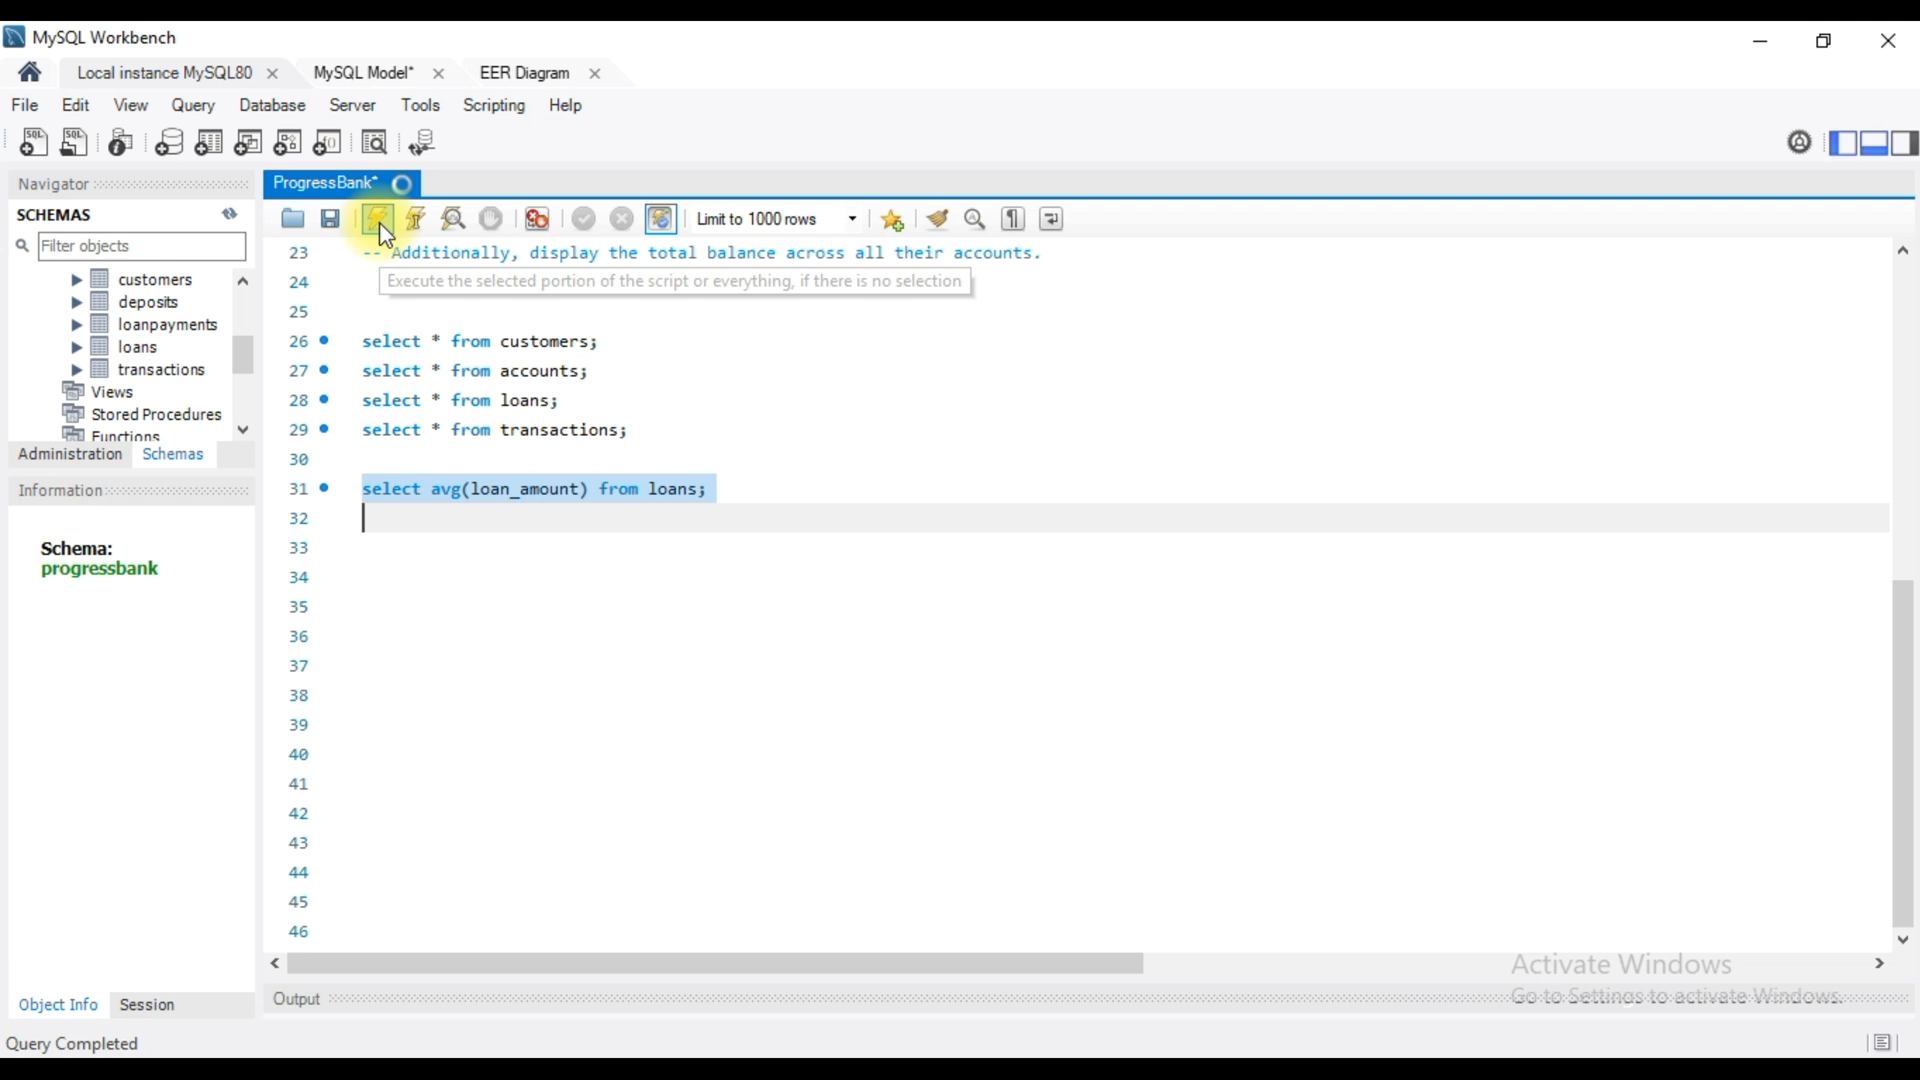 MySQL Workbench
Local instance MySQL80 MySQL Model* EER Diagram
File Edit View Query Database Server Tools Scripting Help
Navigator
ProgressBank*
SCHEMAS
Limit to 1000 rows
Filter objects
customers
deposits
loanpayments
loans
transactions
Views
Stored Procedures
Functions
Administration Schemas
Information
Schema:
progressbank
23 -- Additionally, display the total balance across all their accounts.
24
Execute the selected portion of the script or everything, if there is no selection
25
26 select * from customers;
27 select * from accounts;
28 select * from loans;
29 select * from transactions;
30
31 select avg(loan_amount) from loans;
32
33
34
35
36
37
38
39
40
41
42
43
44
45
46
Activate Windows
Go to Settings to activate Windows.
Output
Object Info Session
Query Completed